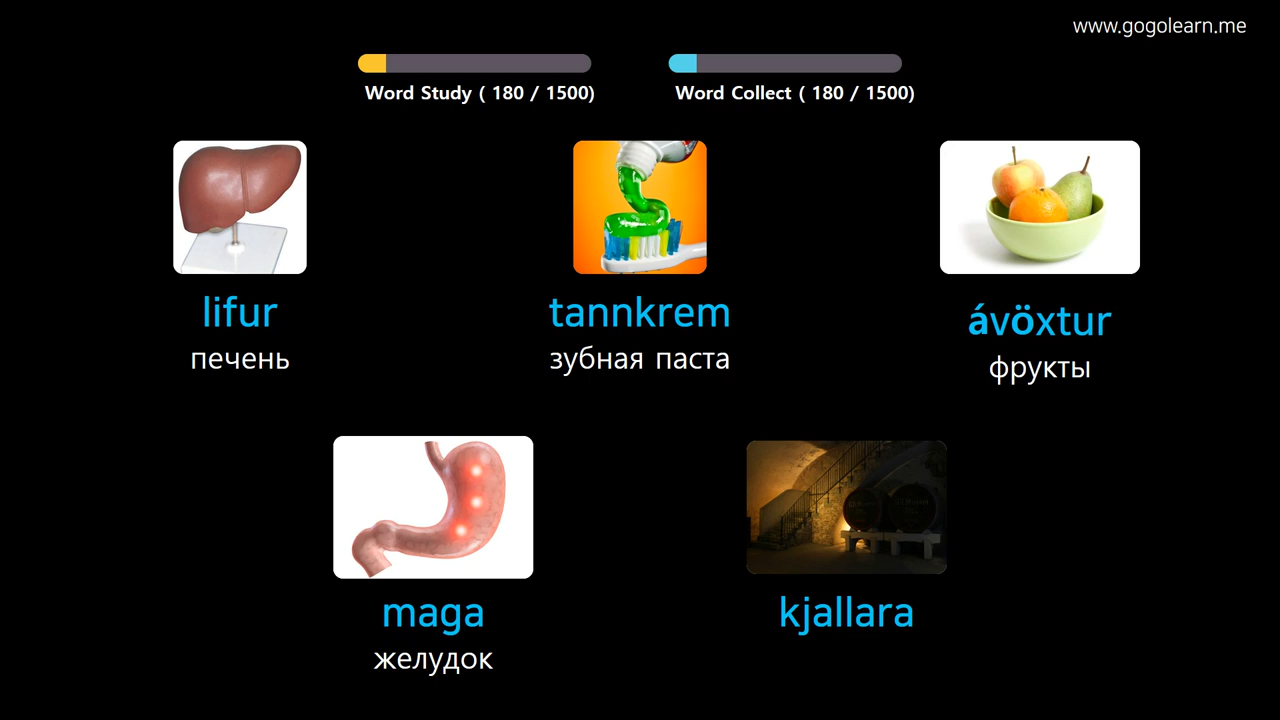 www.gogolearn.me
Word Study ( 180 / 1500)
Word Collect ( 180 / 1500)
lifur
печень
tannkrem
зубная паста
ávöxtur
фрукты
maga
желудок
kjallara